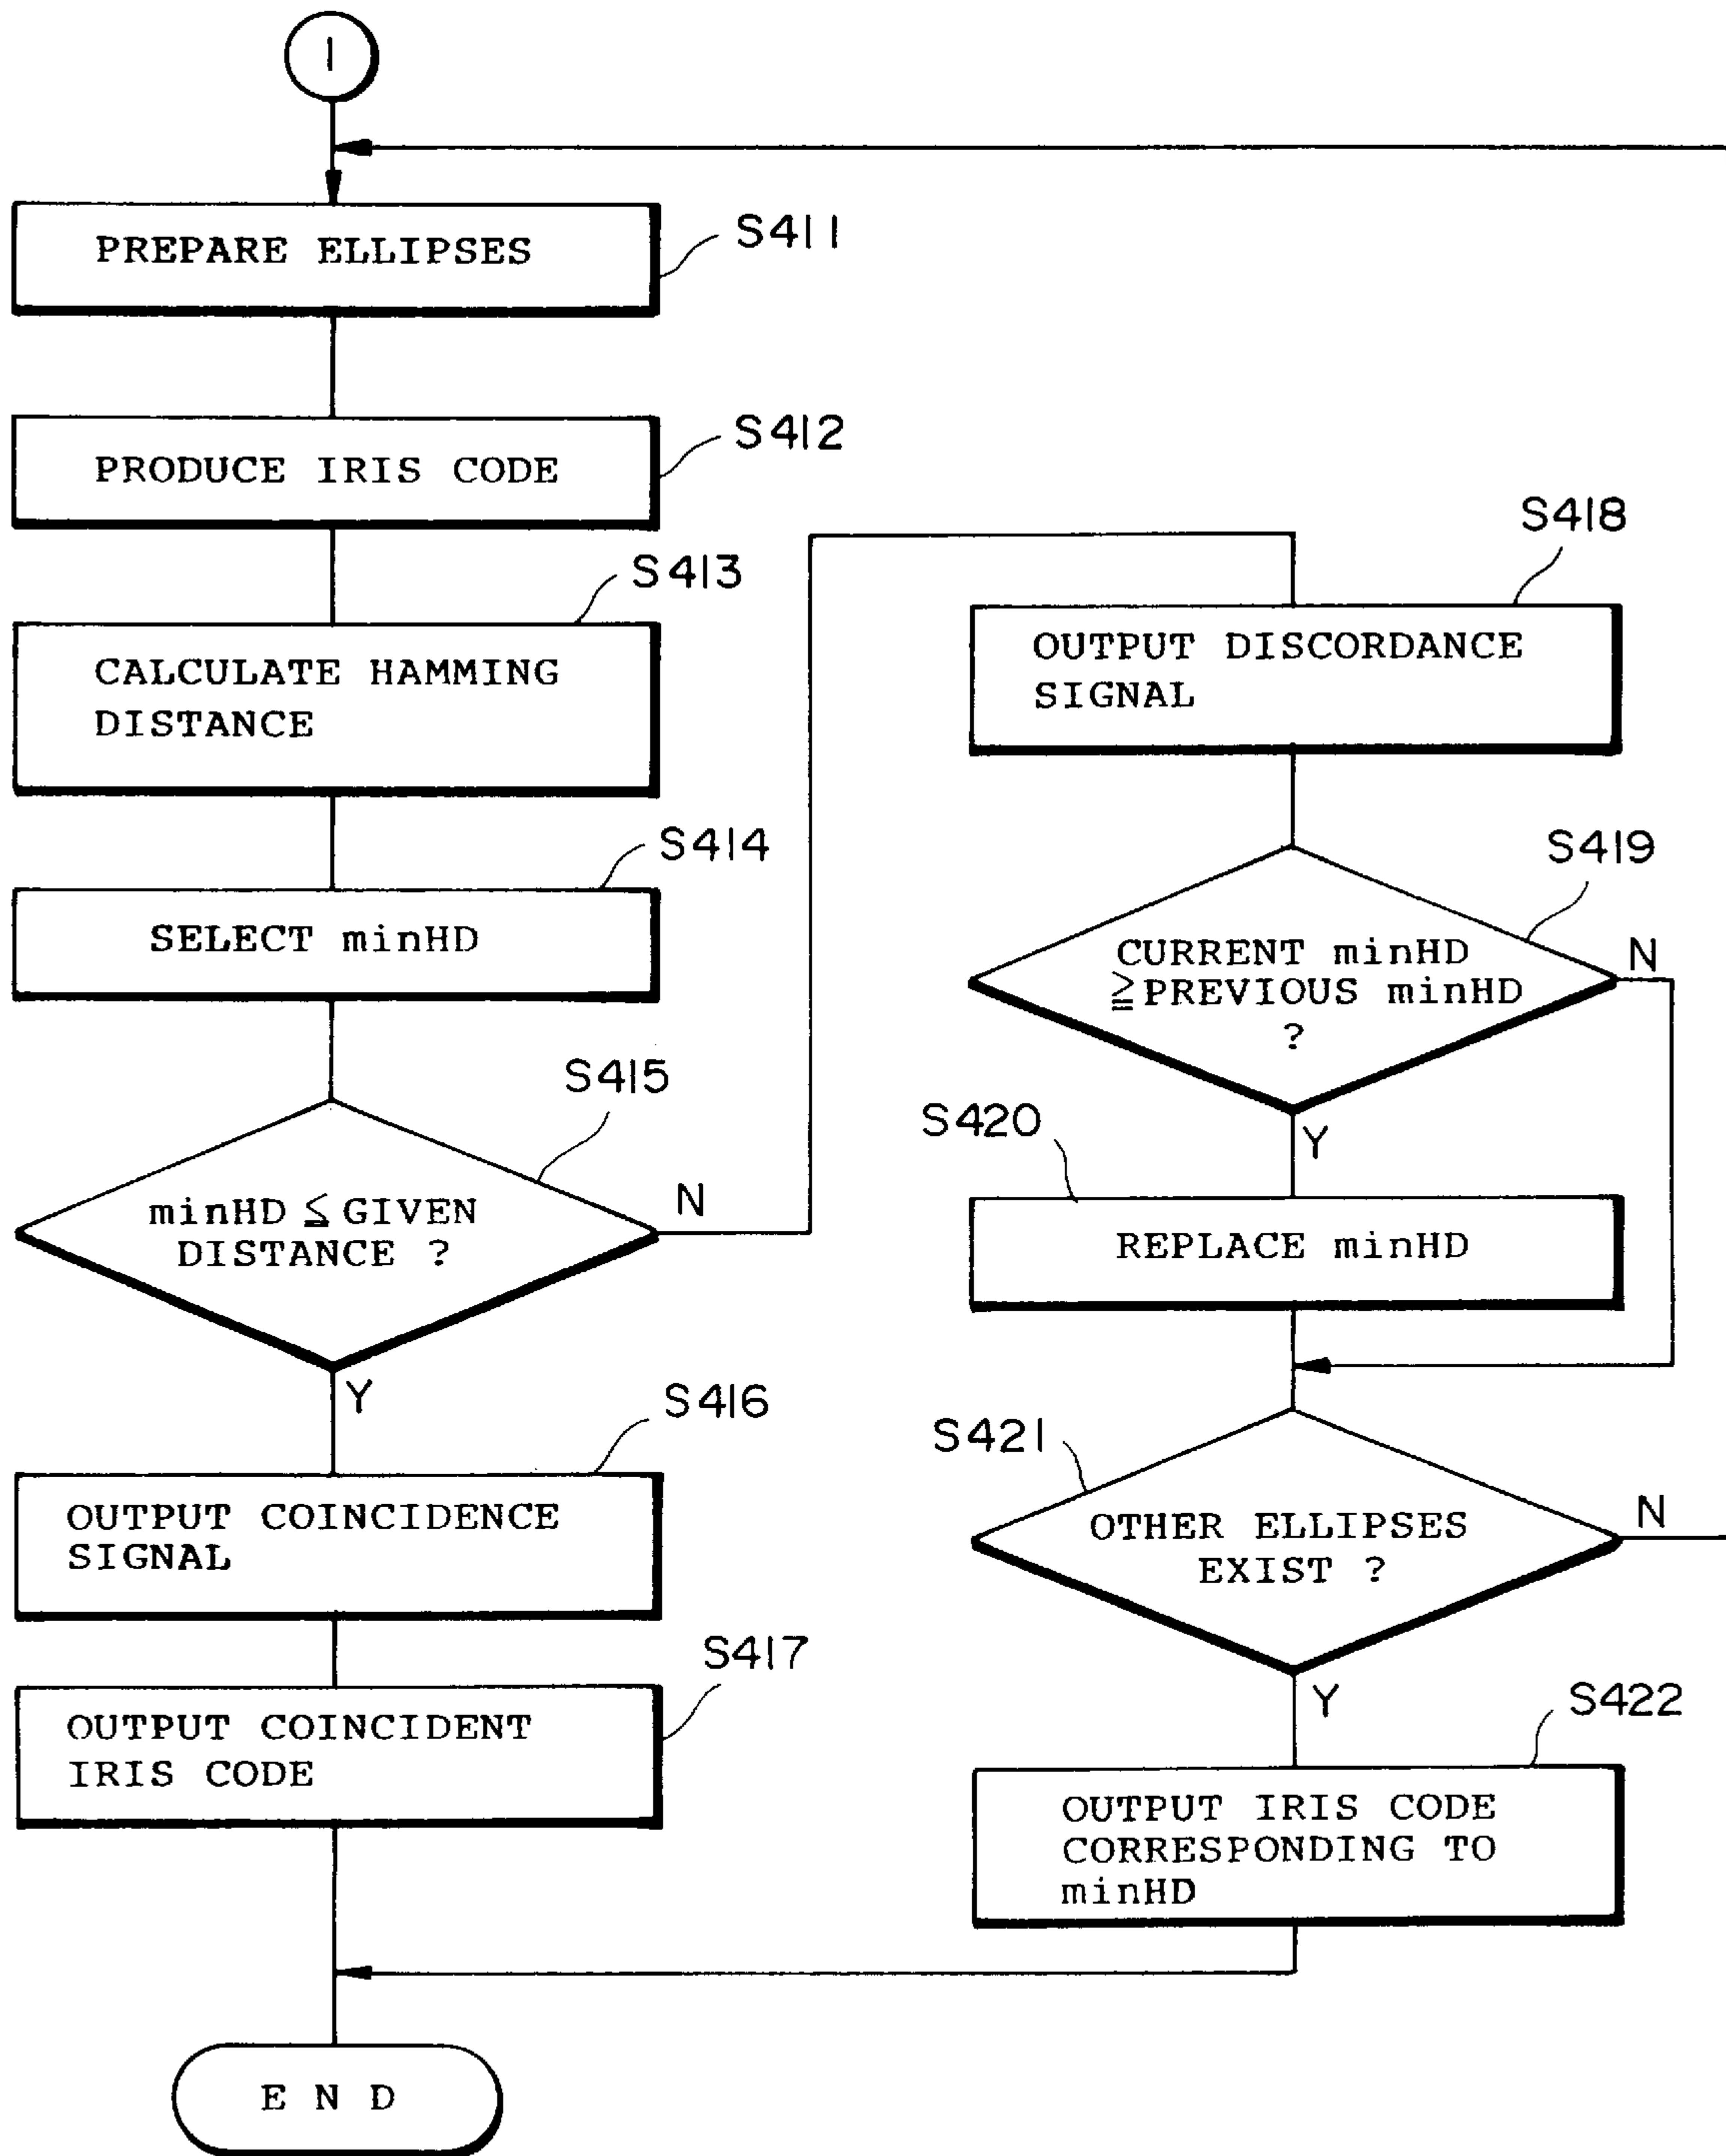 1
PREPARE ELLIPSES
S411
PRODUCE IRIS CODE
S412
CALCULATE HAMMING
DISTANCE
S413
SELECT minHD
S414
minHD ≦ GIVEN
DISTANCE ?
S415
N
Y
OUTPUT COINCIDENCE
SIGNAL
S416
OUTPUT COINCIDENT
IRIS CODE
S417
OUTPUT DISCORDANCE
SIGNAL
S418
CURRENT minHD
≧PREVIOUS minHD
?
S419
N
Y
S420
REPLACE minHD
S421
OTHER ELLIPSES
EXIST ?
N
Y
S422
OUTPUT IRIS CODE
CORRESPONDING TO
minHD
E N D